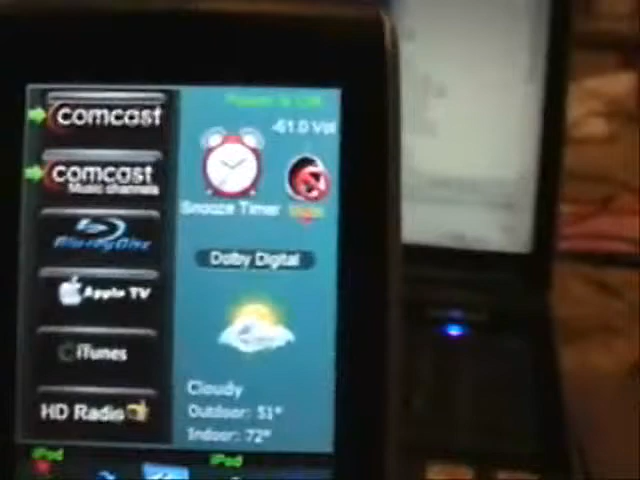 comcast
comcast
Music channels
Blu-ray Disc
Apple TV
iTunes
HD Radio
-61.0 Vol
Snooze Timer
Dolby Digital
Cloudy
Outdoor: 51°
Indoor: 72°
iPod
iPod